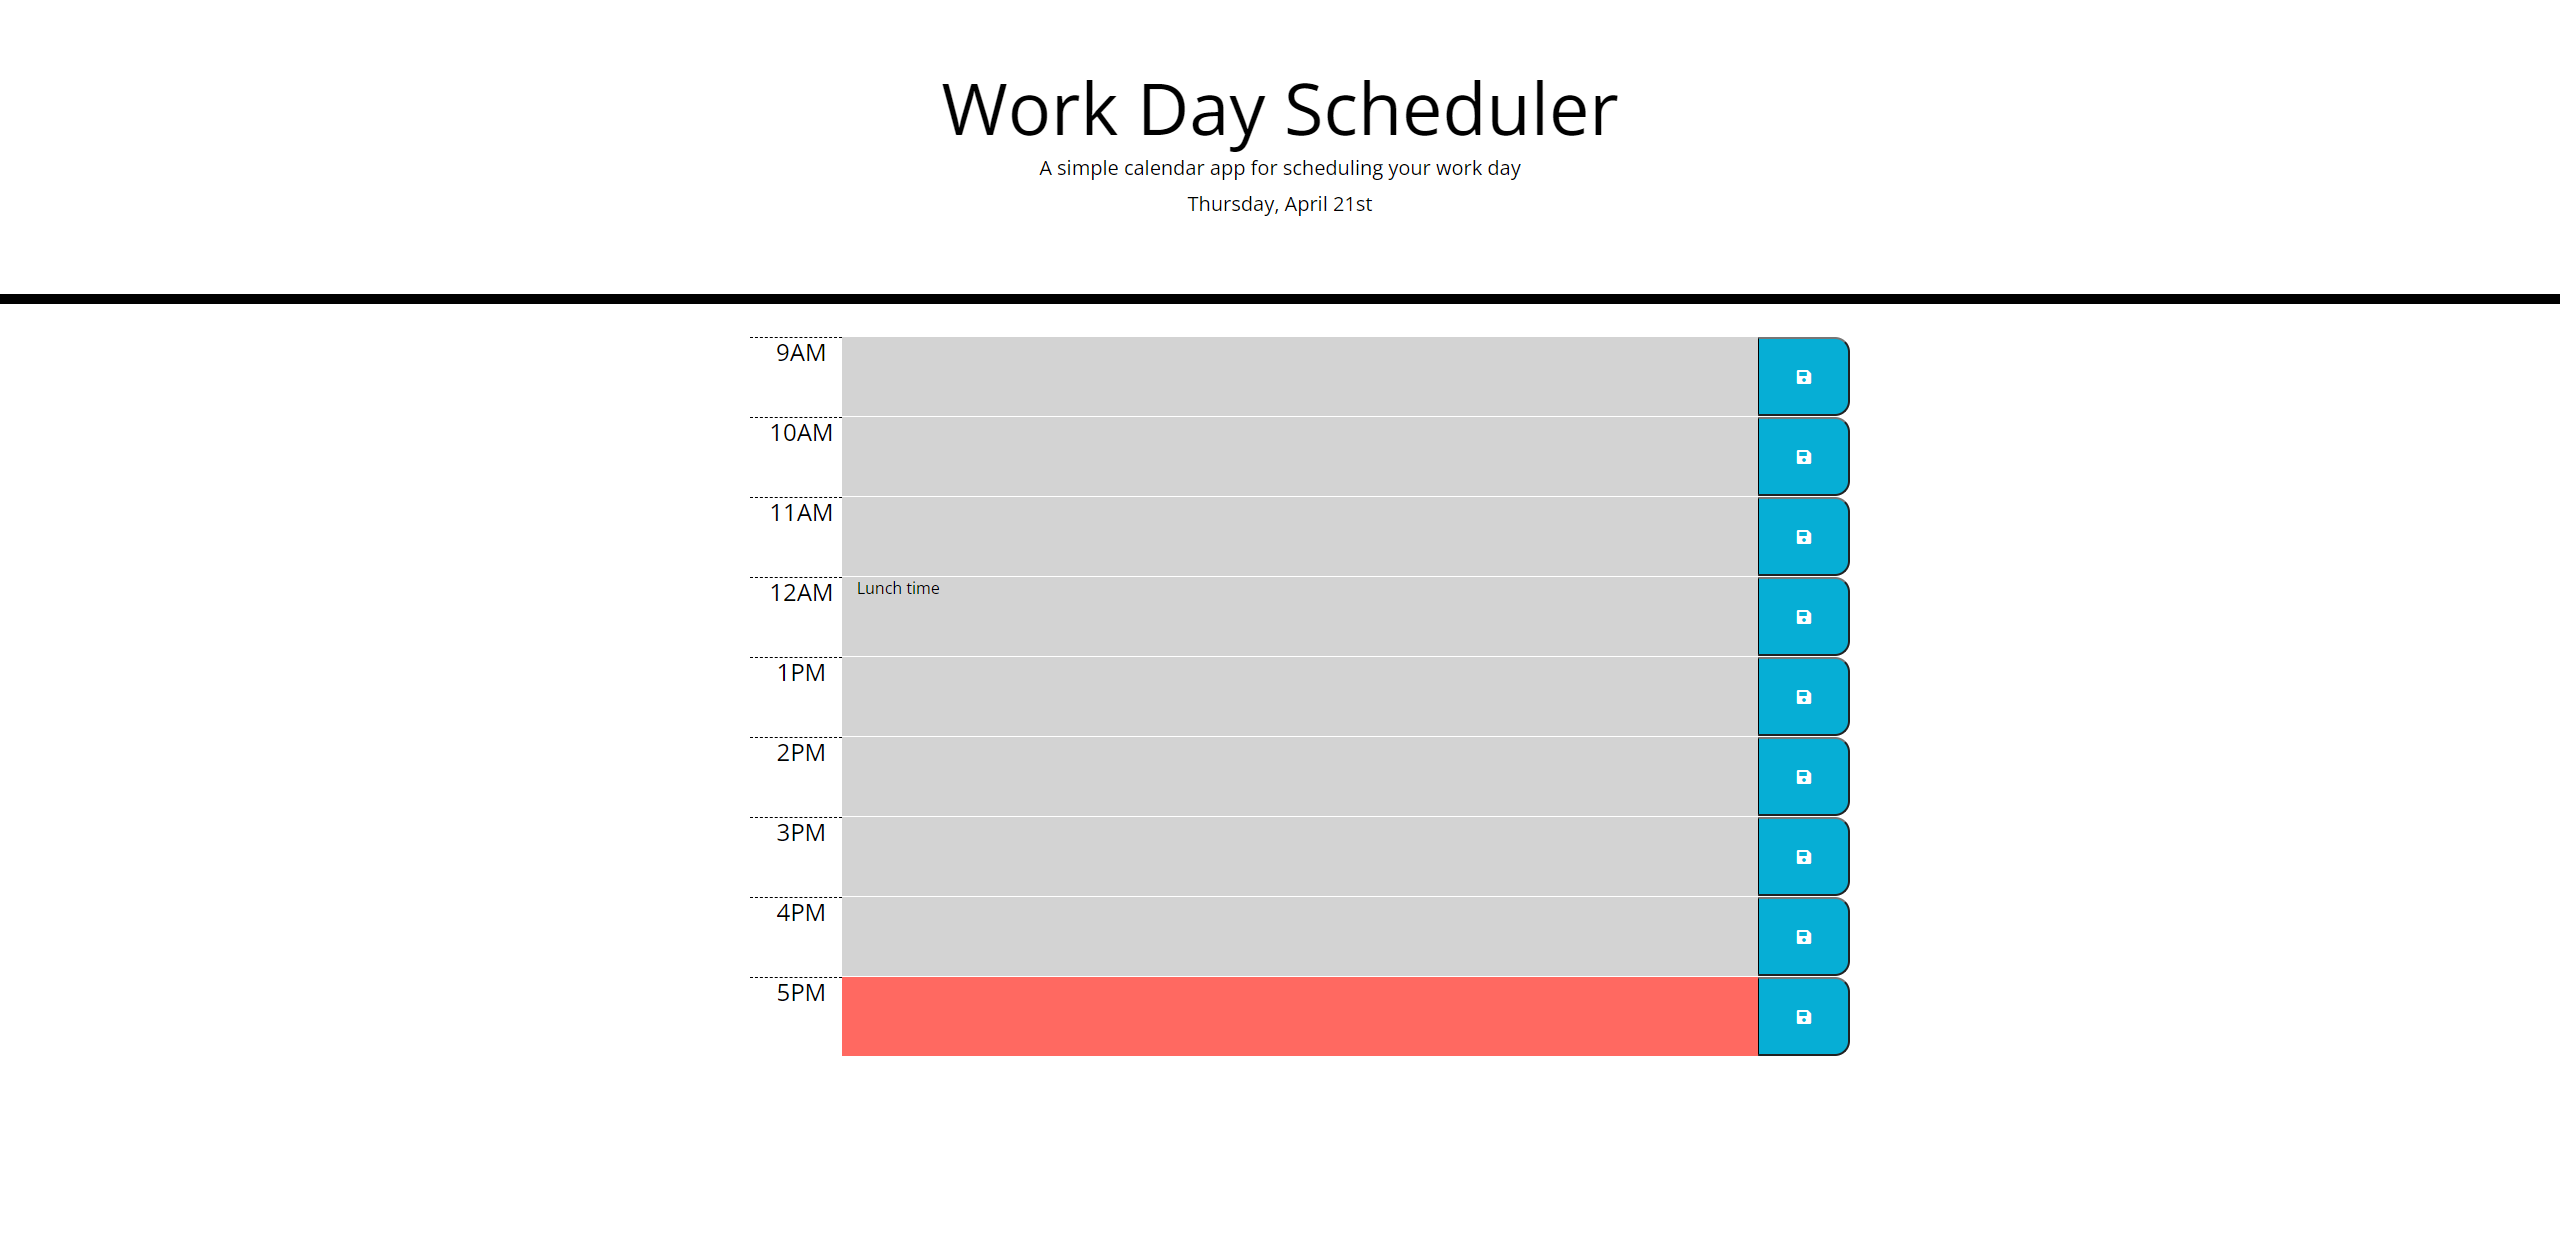 Work Day Scheduler
A simple calendar app for scheduling your work day
Thursday, April 21st
9AM
10AM
11AM
12AM Lunch time
1PM
2PM
3PM
4PM
5PM